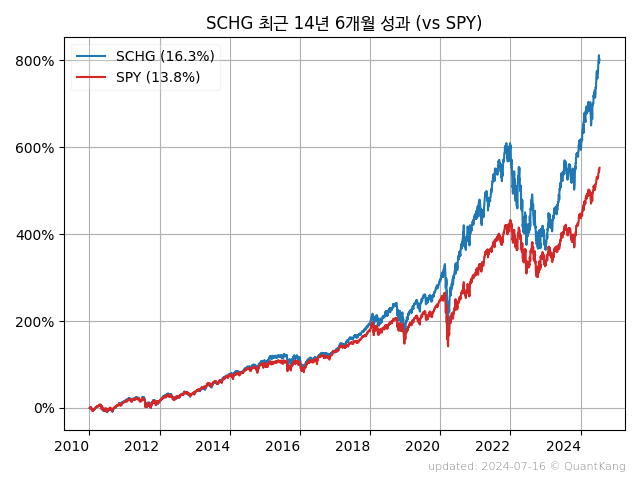 SCHG 최근 14년 6개월 성과 (vs SPY)
SCHG (16.3%)
SPY (13.8%)
800%
600%
400%
200%
0%
2010 2012 2014 2016 2018 2020 2022 2024
updated: 2024-07-16 © QuantKang